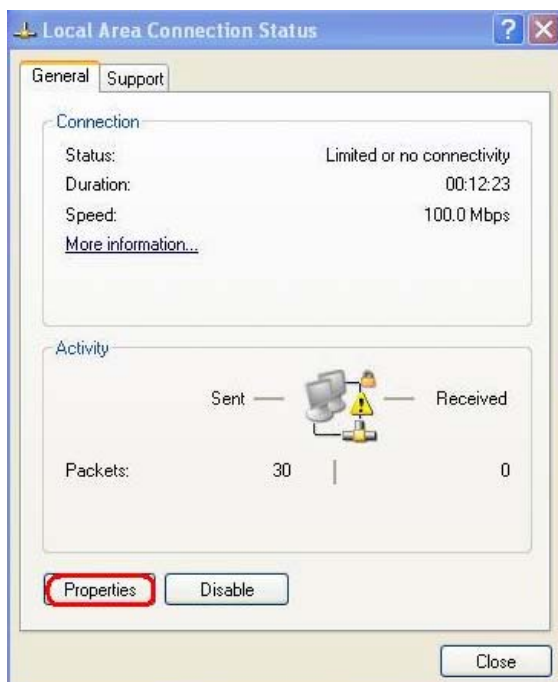 Local Area Connection Status
General Support
Connection
Status: Limited or no connectivity
Duration: 00:12:23
Speed: 100.0 Mbps
More information...
Activity
Sent Received
Packets: 30 0
Properties Disable
Close